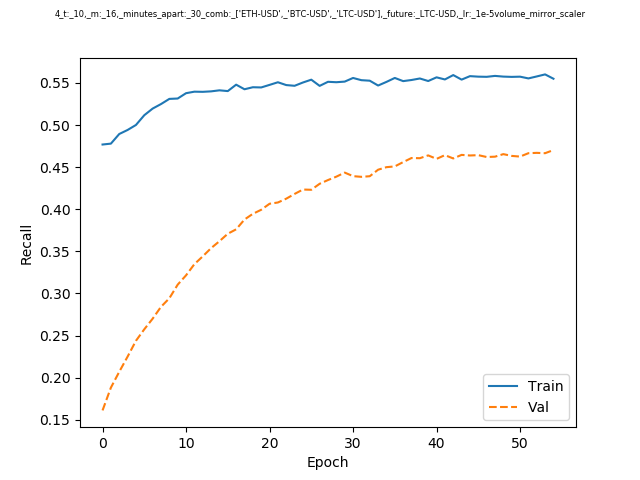 4_t:_10,_m:_16,_minutes_apart:_30_comb:_['ETH-USD',_'BTC-USD',_'LTC-USD'],_future:_LTC-USD,_lr:_1e-5volume_mirror_scaler
0.55
0.50
0.45
0.40
0.35
0.30
0.25
0.20
0.15
Recall
0 10 20 30 40 50
Epoch
Train
Val